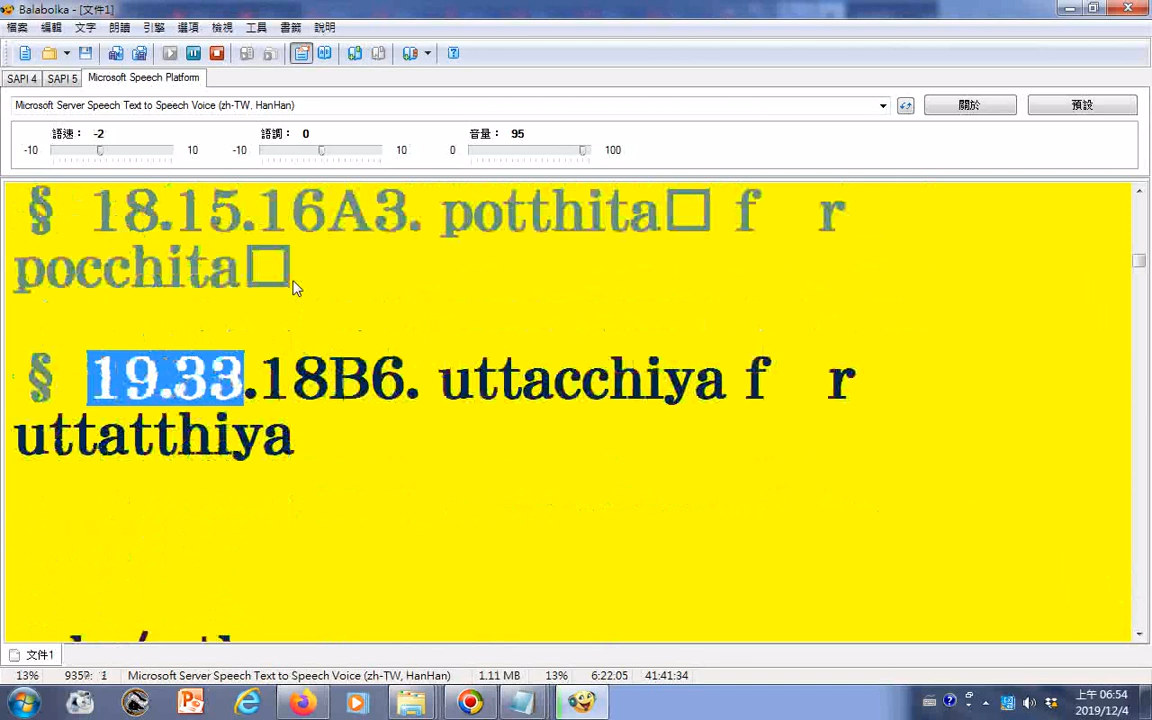 Balabolka - [文件1]
檔案 編輯 文字 朗讀 引擎 選項 檢視 工具 書籤 說明
SAPI 4 SAPI 5 Microsoft Speech Platform
Microsoft Server Speech Text to Speech Voice (zh-TW, HanHan) 關於 預設
語速： -2 語調： 0 音量： 95
-10 10 -10 10 0 100
§ 18.15.16A3. potthita□ f r
pocchita□
§ 19.33.18B6. uttacchiya f r
uttatthiya
文件1
13% 9359: 1 Microsoft Server Speech Text to Speech Voice (zh-TW, HanHan) 1.11 MB 13% 6:22:05 41:41:34
上午 06:54
2019/12/4